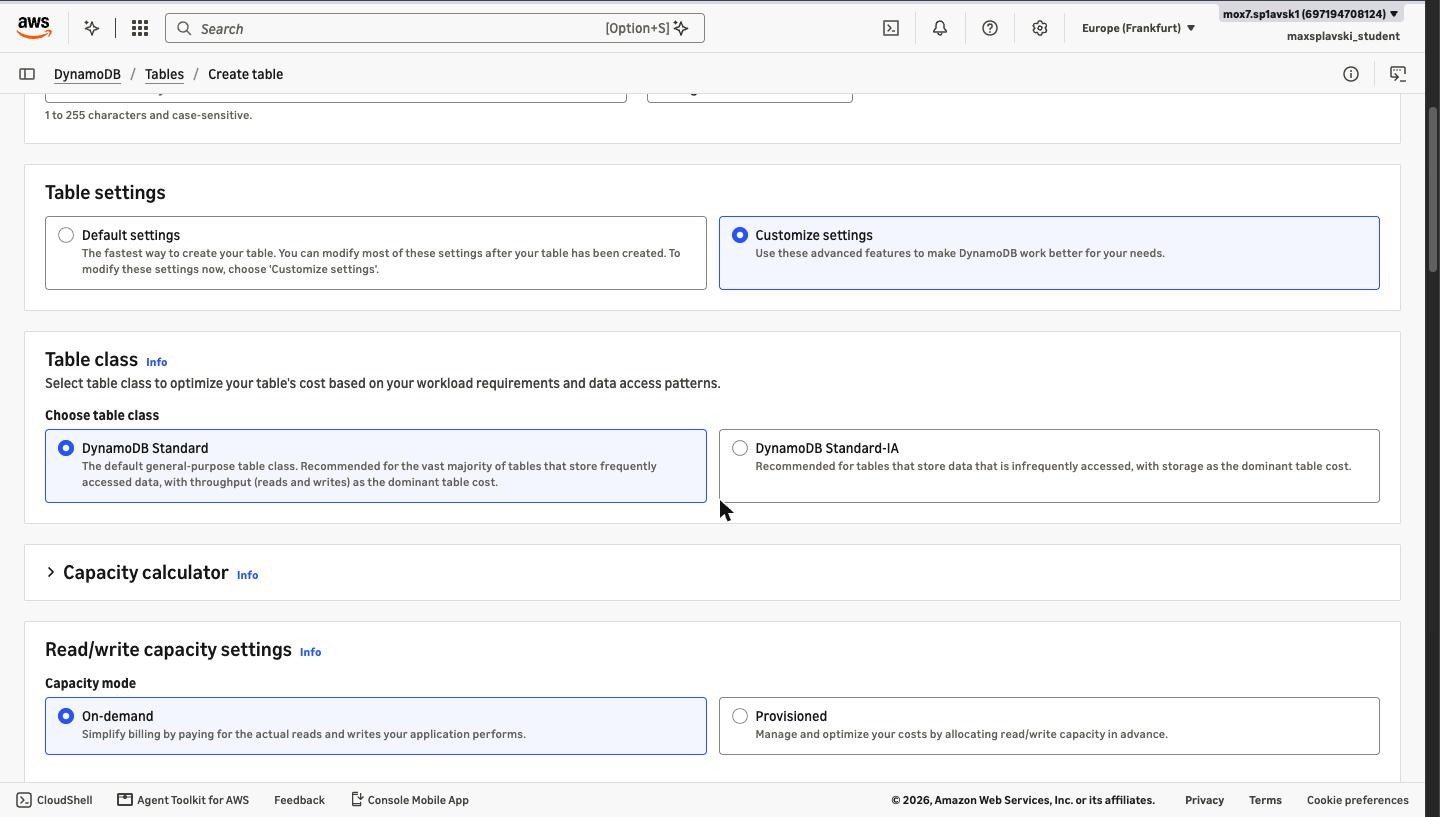 aws
Search
[Option+S]
Europe (Frankfurt)
mox7.sp1avsk1 (697194708124)
maxsplavski_student
DynamoDB / Tables / Create table
1 to 255 characters and case-sensitive.
Table settings
Default settings
The fastest way to create your table. You can modify most of these settings after your table has been created. To
modify these settings now, choose 'Customize settings'.
Customize settings
Use these advanced features to make DynamoDB work better for your needs.
Table class Info
Select table class to optimize your table's cost based on your workload requirements and data access patterns.
Choose table class
DynamoDB Standard
The default general-purpose table class. Recommended for the vast majority of tables that store frequently
accessed data, with throughput (reads and writes) as the dominant table cost.
DynamoDB Standard-IA
Recommended for tables that store data that is infrequently accessed, with storage as the dominant table cost.
Capacity calculator Info
Read/write capacity settings Info
Capacity mode
On-demand
Simplify billing by paying for the actual reads and writes your application performs.
Provisioned
Manage and optimize your costs by allocating read/write capacity in advance.
CloudShell
Agent Toolkit for AWS
Feedback
Console Mobile App
© 2026, Amazon Web Services, Inc. or its affiliates.
Privacy
Terms
Cookie preferences